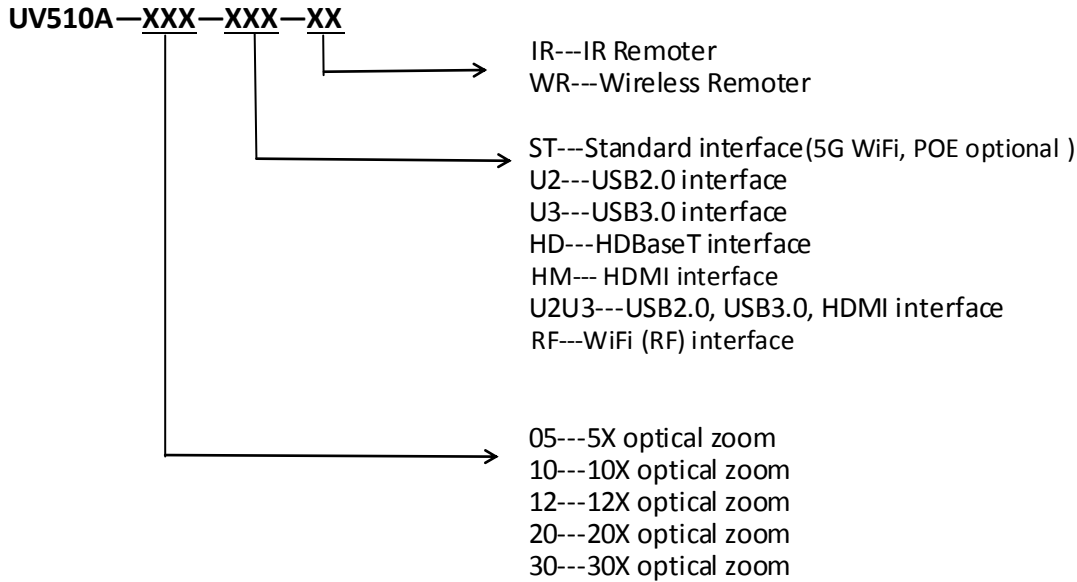 UV510A—XXX—XXX—XX
IR---IR Remoter
WR---Wireless Remoter
ST---Standard interface(5G WiFi, POE optional )
U2---USB2.0 interface
U3---USB3.0 interface
HD---HDBaseT interface
HM--- HDMI interface
U2U3---USB2.0, USB3.0, HDMI interface
RF---WiFi (RF) interface
05---5X optical zoom
10---10X optical zoom
12---12X optical zoom
20---20X optical zoom
30---30X optical zoom